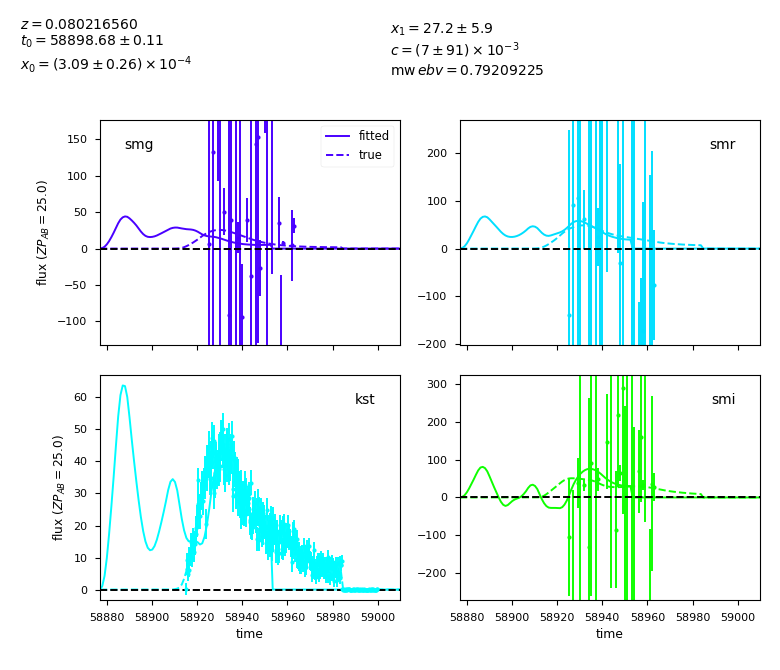 z = 0.080216560
t₀ = 58898.68 ± 0.11
x₀ = (3.09 ± 0.26) × 10⁻⁴
x₁ = 27.2 ± 5.9
c = (7 ± 91) × 10⁻³
mw ebv = 0.79209225
smg
fitted
true
150
100
50
0
−50
−100
flux (ZP_AB = 25.0)
smr
200
100
0
−100
−200
kst
60
50
40
30
20
10
0
flux (ZP_AB = 25.0)
58880 58900 58920 58940 58960 58980 59000
time
smi
300
200
100
0
−100
−200
58880 58900 58920 58940 58960 58980 59000
time